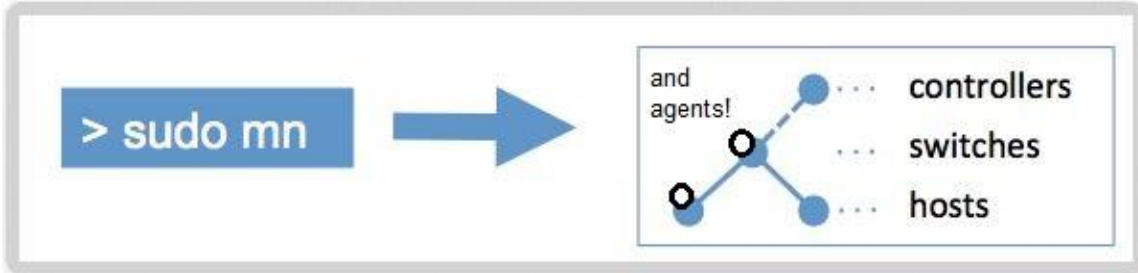 > sudo mn
and
agents!
controllers
switches
hosts